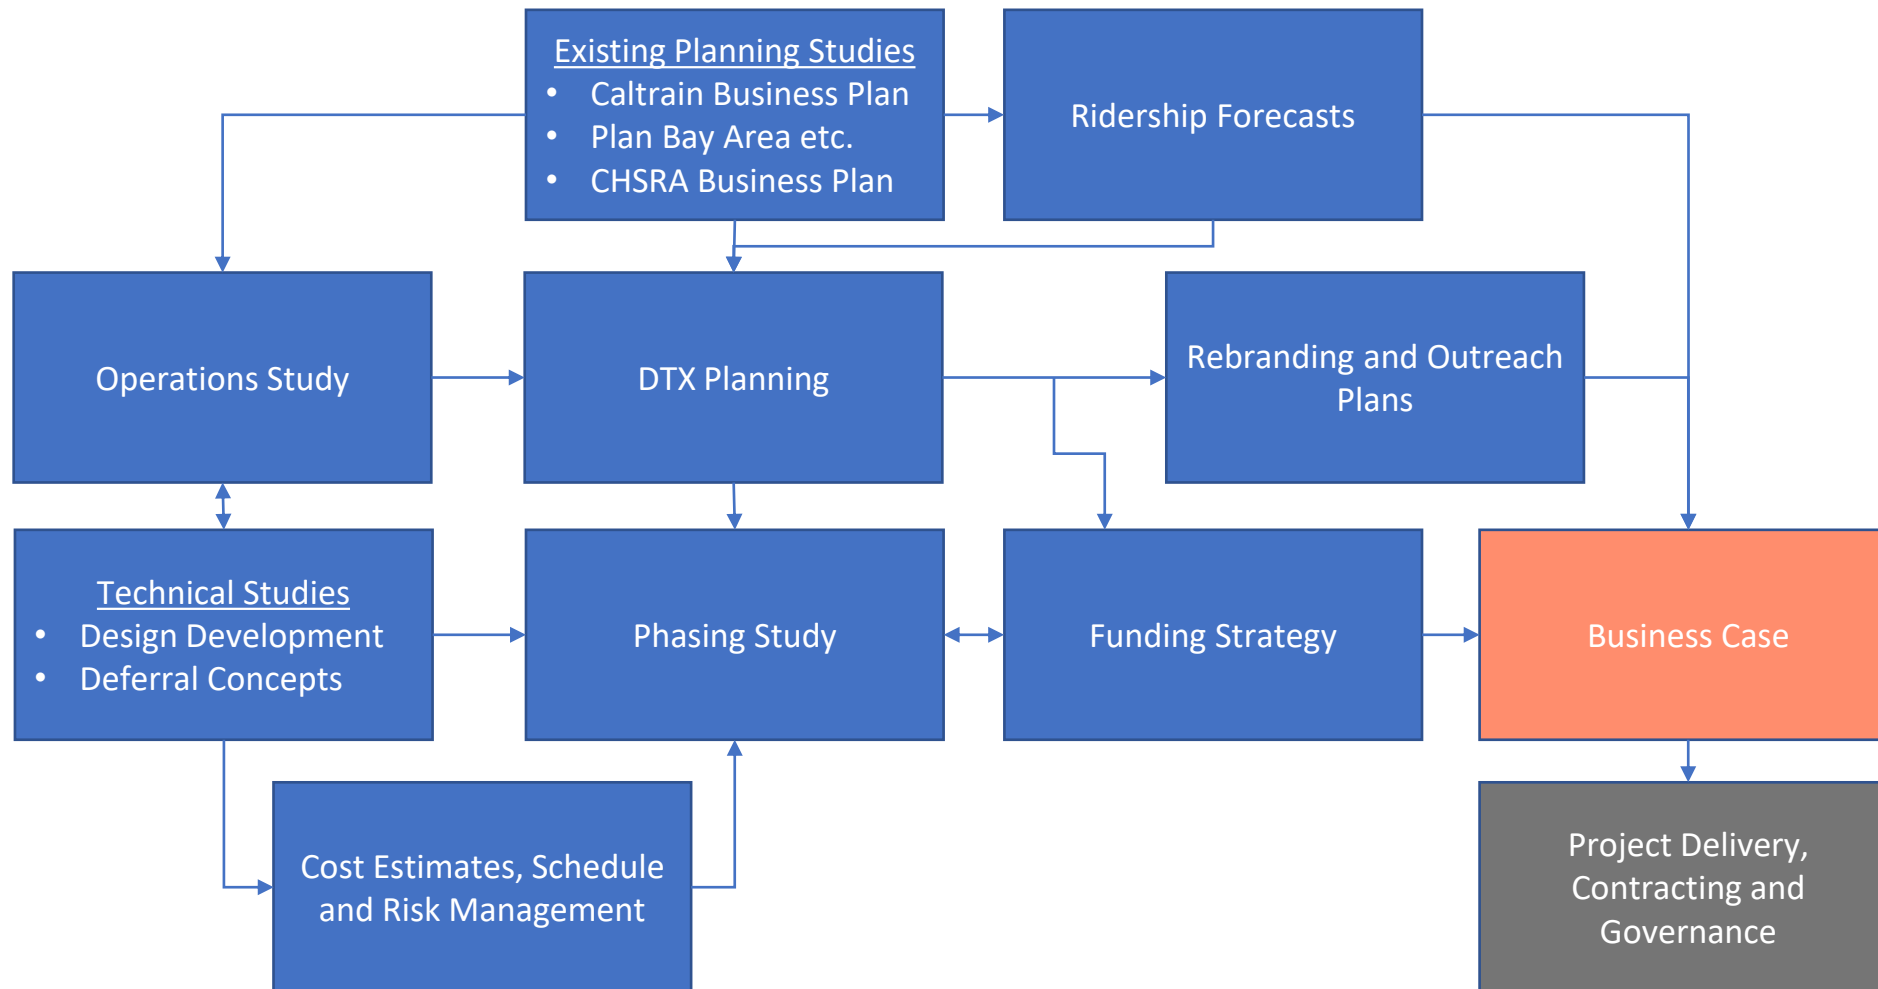 Existing Planning Studies
• Caltrain Business Plan
• Plan Bay Area etc.
• CHSRA Business Plan
Ridership Forecasts
Operations Study
DTX Planning
Rebranding and Outreach
Plans
Technical Studies
• Design Development
• Deferral Concepts
Phasing Study
Funding Strategy
Business Case
Cost Estimates, Schedule
and Risk Management
Project Delivery,
Contracting and
Governance